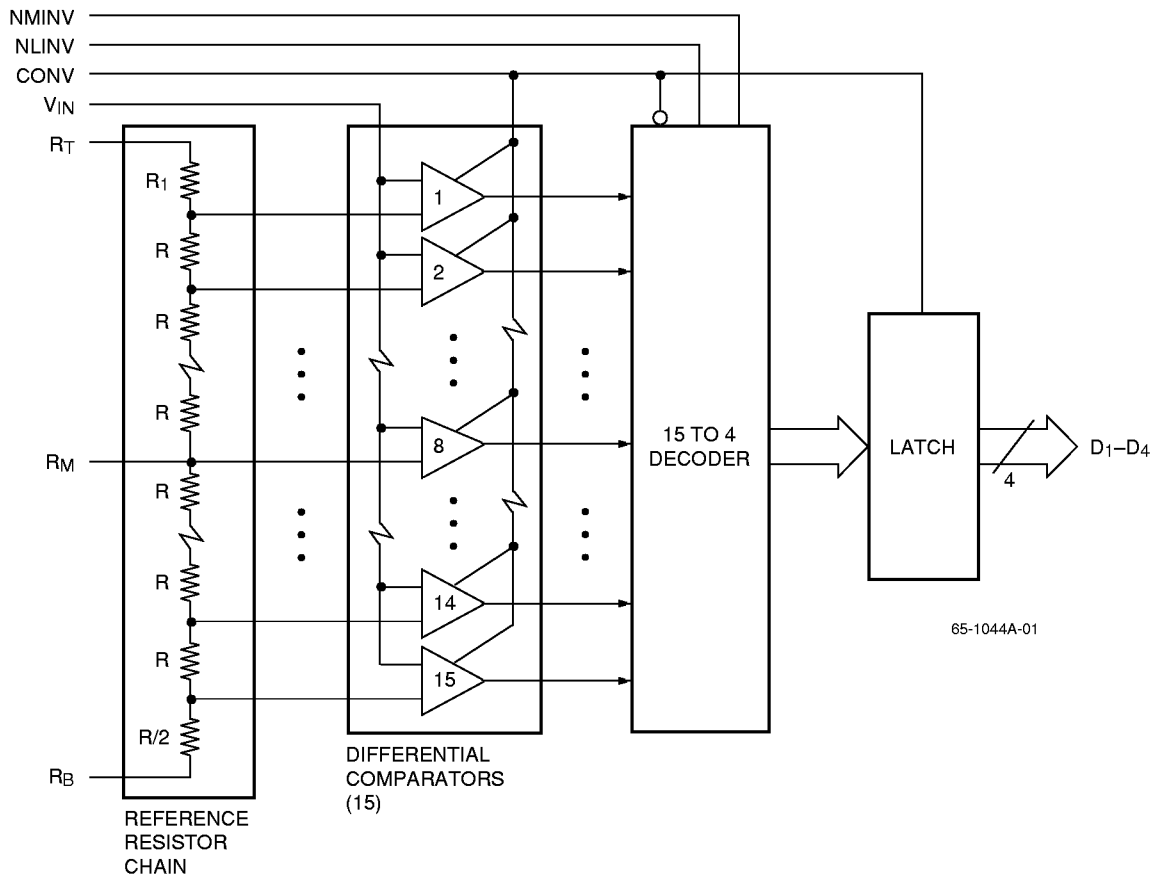 NMINV
NLINV
CONV
VIN
RT
R1
R
R
R
RM
R
R
R
R/2
RB
REFERENCE
RESISTOR
CHAIN
1
2
8
14
15
DIFFERENTIAL
COMPARATORS
(15)
15 TO 4
DECODER
LATCH
4
D1–D4
65-1044A-01